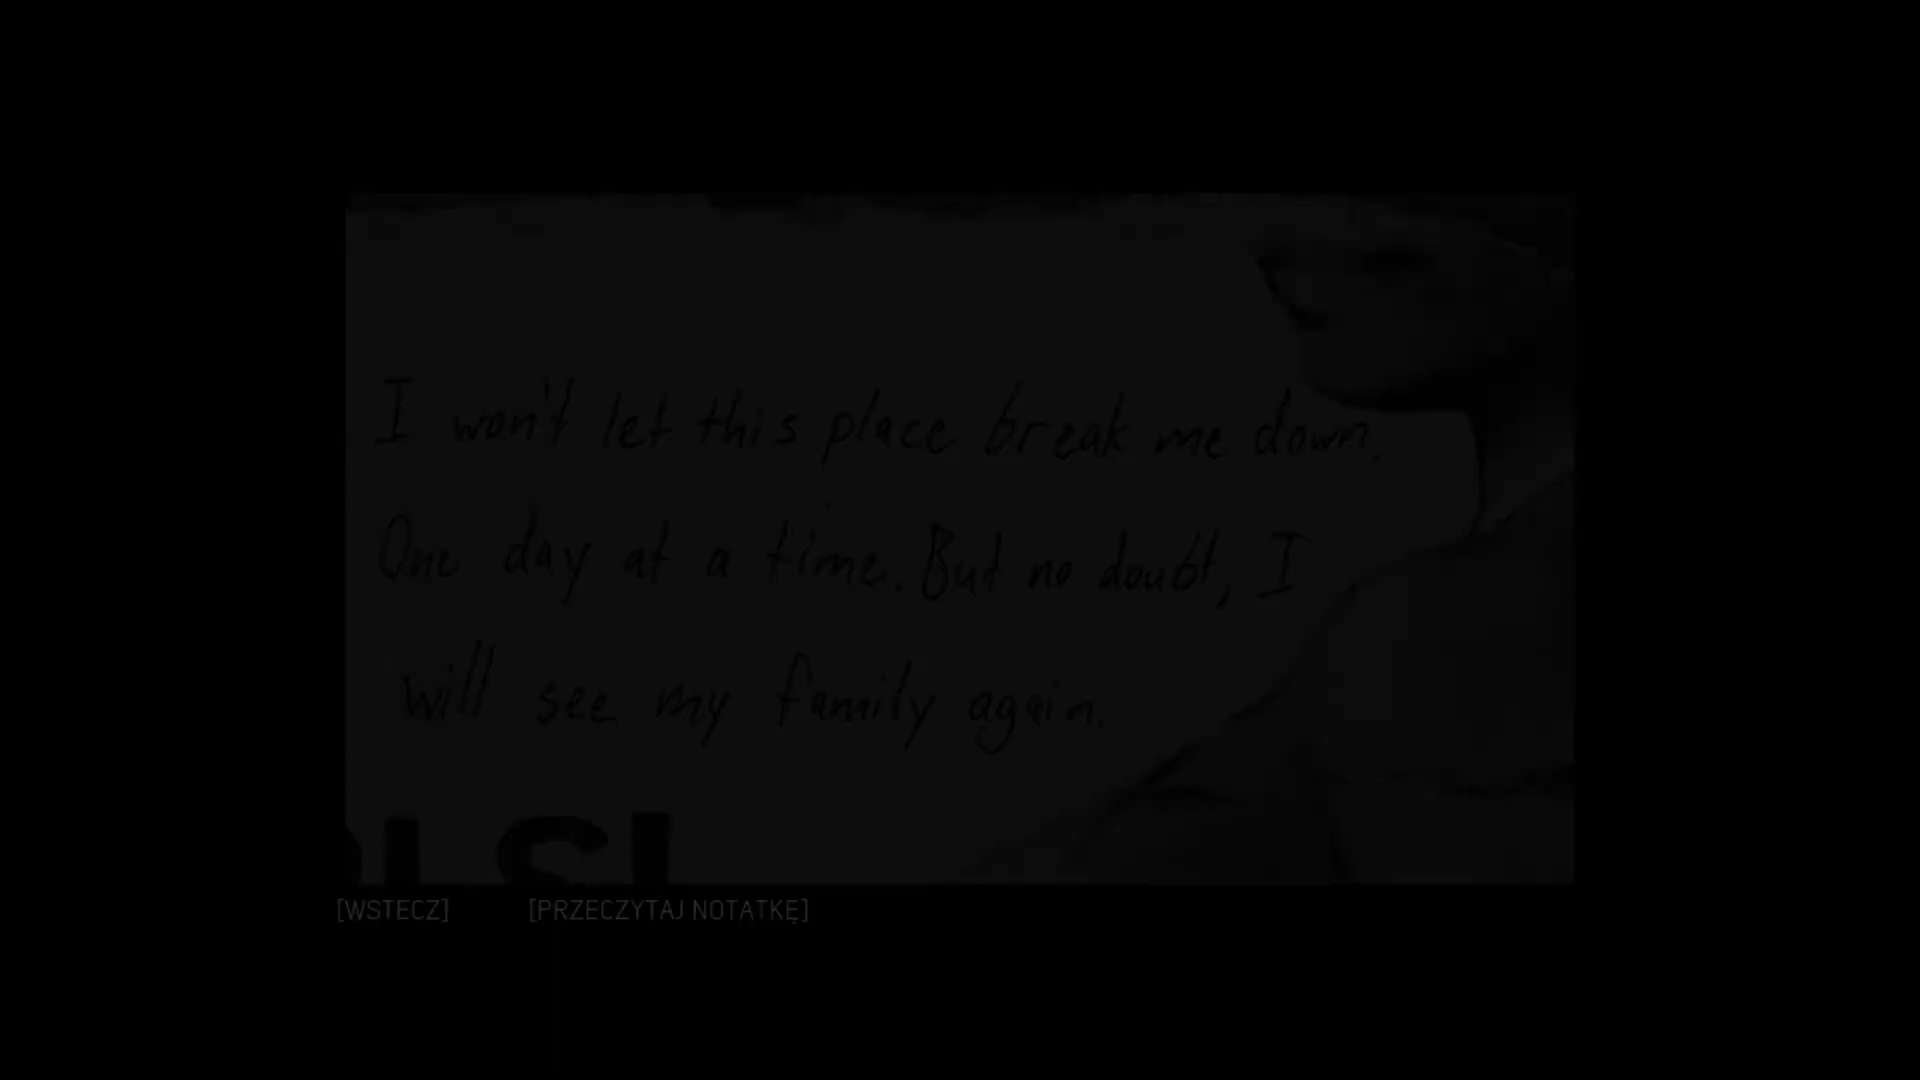 I won't let this place break me down.
One day at a time. But no doubt, I
will see my family again.
[WSTECZ] [PRZECZYTAJ NOTATKĘ]